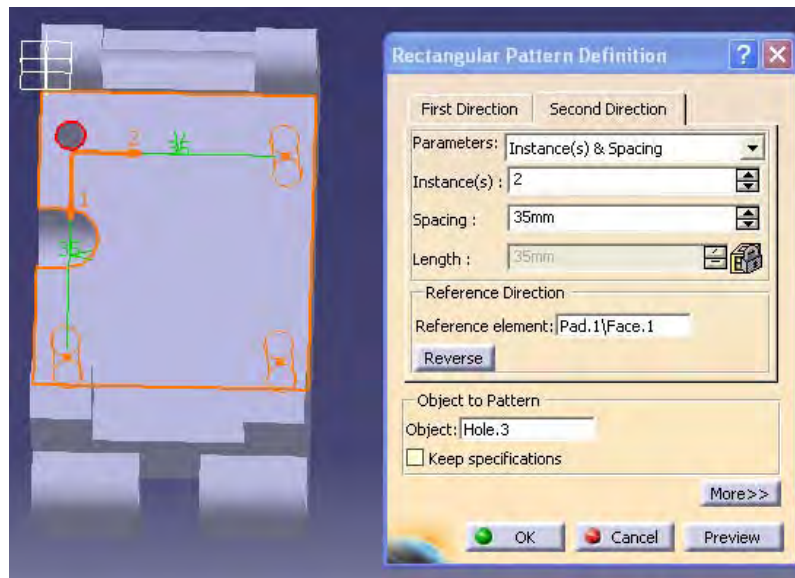 Rectangular Pattern Definition
First Direction
Second Direction
Parameters: Instance(s) & Spacing
Instance(s) : 2
Spacing : 35mm
Length : 35mm
Reference Direction
Reference element: Pad.1\Face.1
Reverse
Object to Pattern
Object: Hole.3
Keep specifications
More>>
OK
Cancel
Preview
2
35
1
35